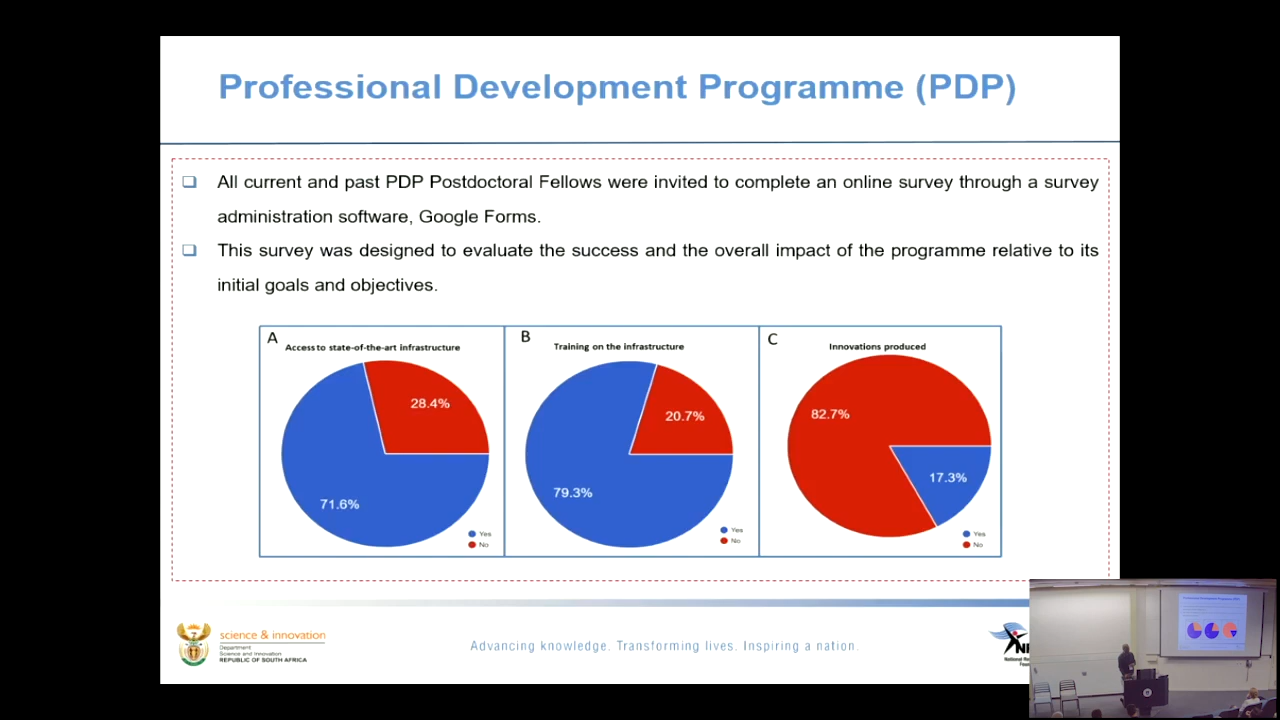 Professional Development Programme (PDP)
❑ All current and past PDP Postdoctoral Fellows were invited to complete an online survey through a survey
administration software, Google Forms.
❑ This survey was designed to evaluate the success and the overall impact of the programme relative to its
initial goals and objectives.
A
Access to state-of-the-art infrastructure
28.4%
71.6%
Yes
No
B
Training on the infrastructure
20.7%
79.3%
Yes
No
C
Innovations produced
82.7%
17.3%
Yes
No
science & innovation
Department
Science and Innovation
REPUBLIC OF SOUTH AFRICA
Advancing knowledge. Transforming lives. Inspiring a nation.